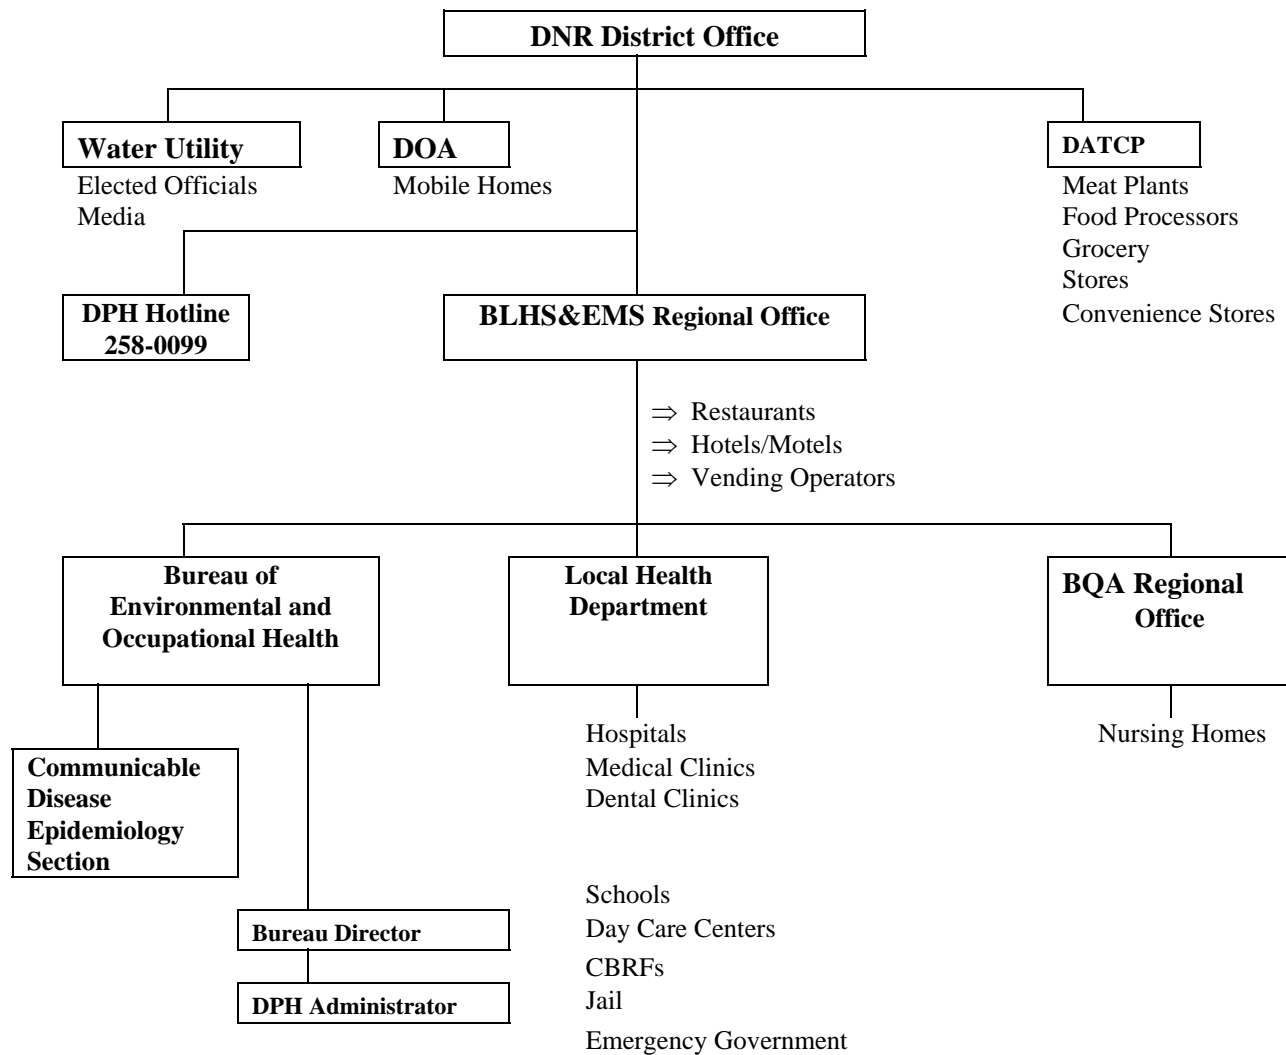 DNR District Office
Water Utility
Elected Officials
Media
DOA
Mobile Homes
DATCP
Meat Plants
Food Processors
Grocery
Stores
Convenience Stores
DPH Hotline
258-0099
BLHS&EMS Regional Office
⇒ Restaurants
⇒ Hotels/Motels
⇒ Vending Operators
Bureau of
Environmental and
Occupational Health
Local Health
Department
BQA Regional
Office
Communicable
Disease
Epidemiology
Section
Bureau Director
DPH Administrator
Hospitals
Medical Clinics
Dental Clinics
Schools
Day Care Centers
CBRFs
Jail
Emergency Government
Nursing Homes